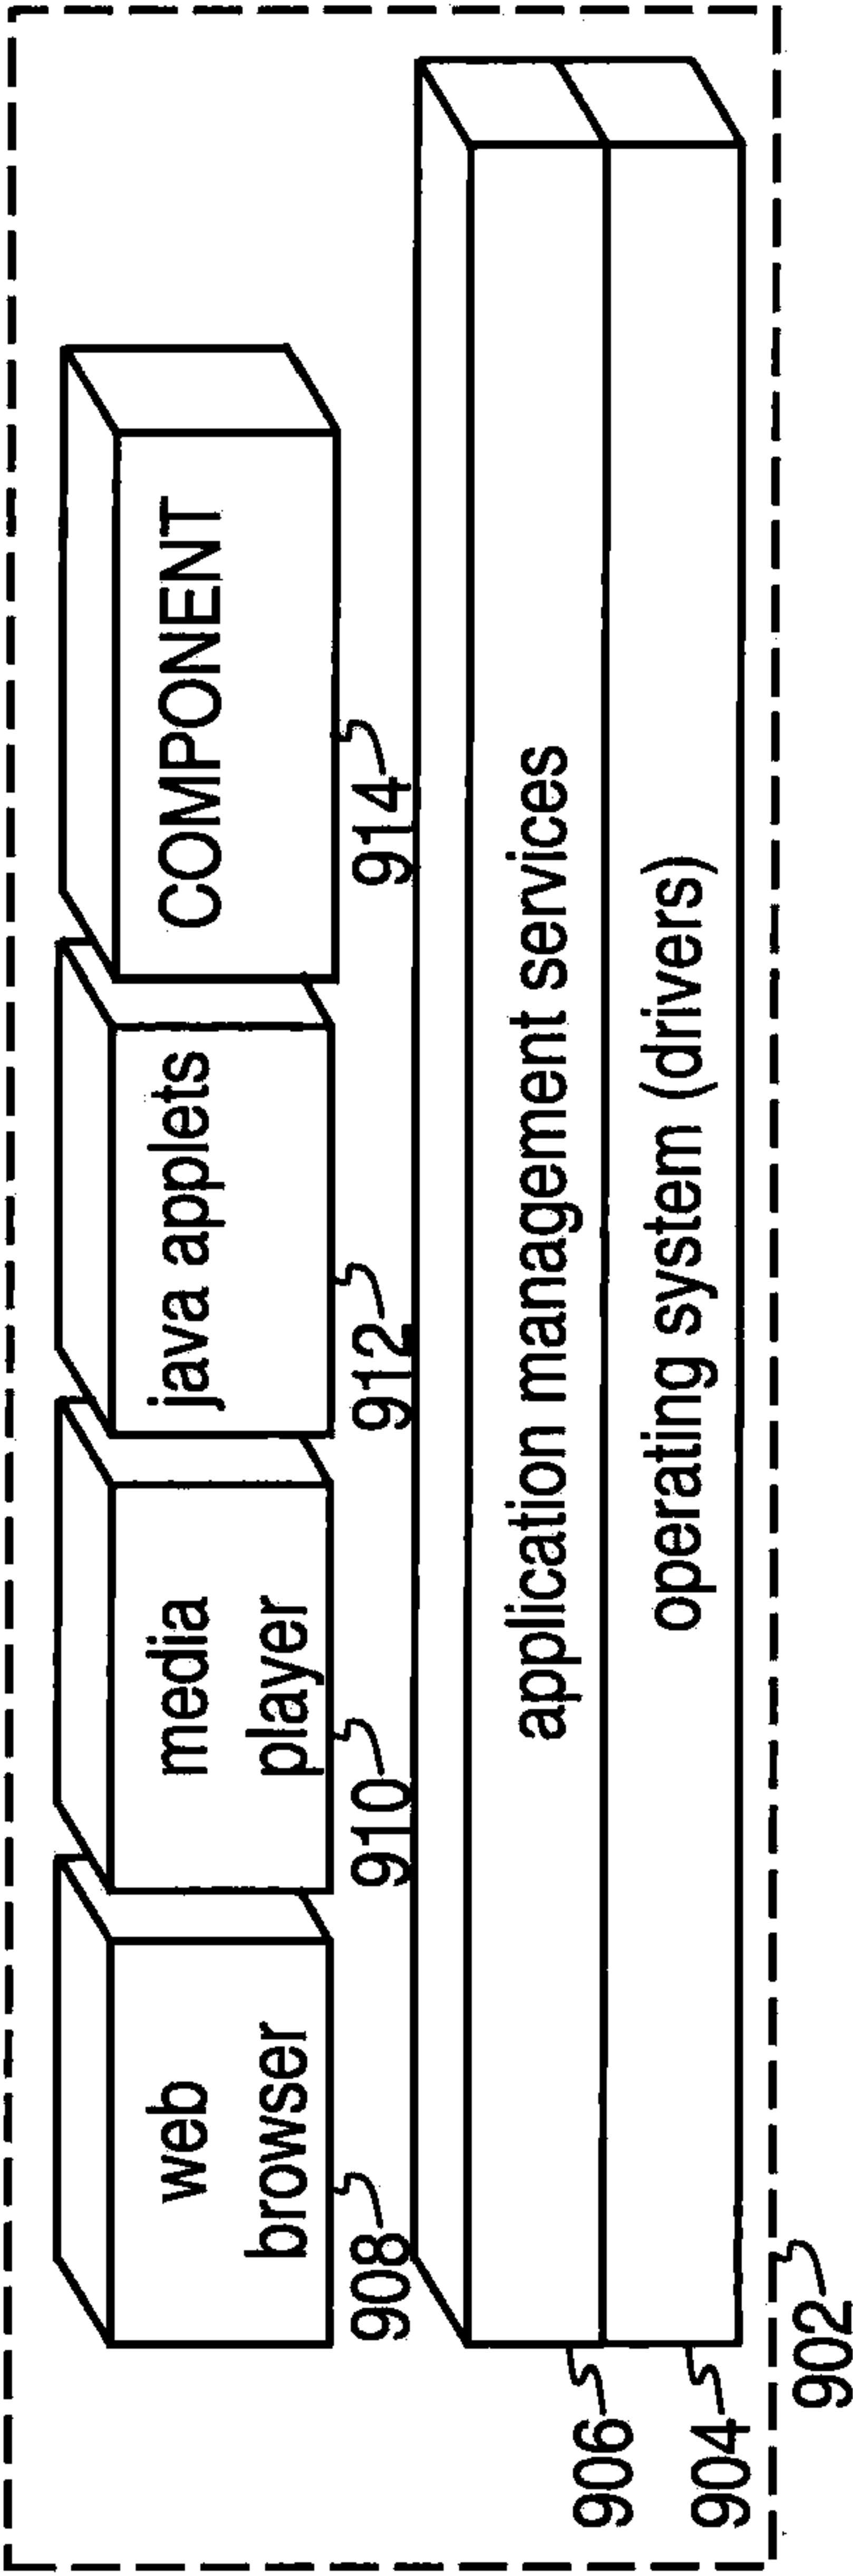 web
browser
media
player
java applets
COMPONENT
908
910
912
914
application management services
906
operating system (drivers)
904
902